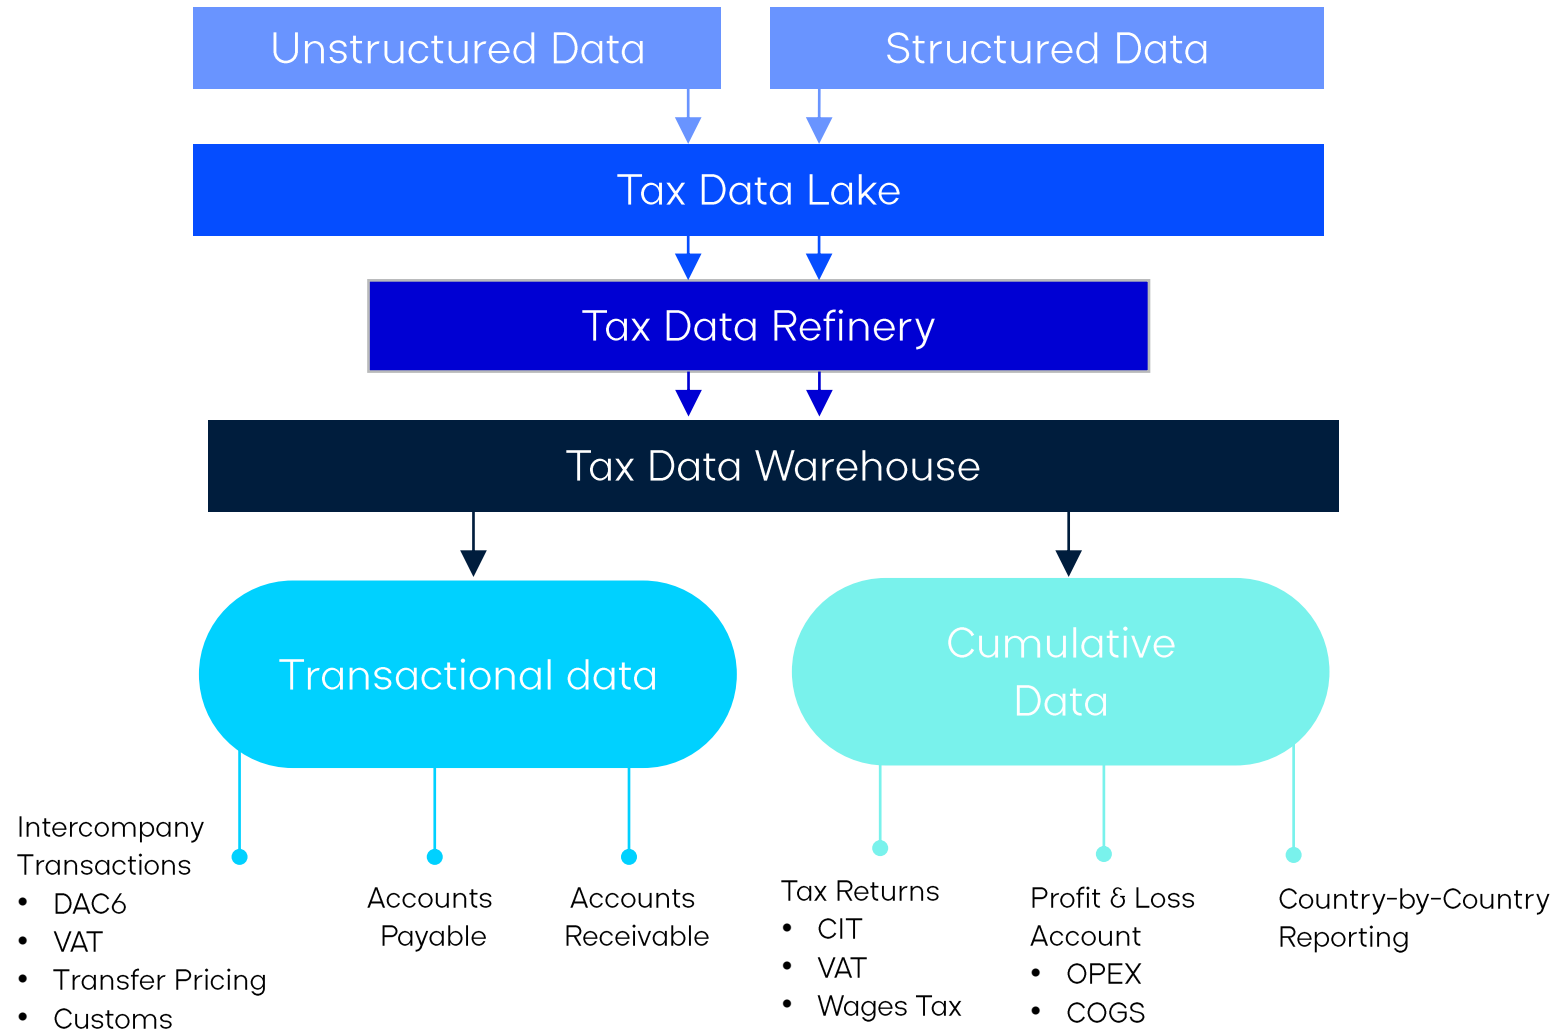 Unstructured Data
Structured Data
Tax Data Lake
Tax Data Refinery
Tax Data Warehouse
Transactional data
Cumulative
Data
Intercompany
Transactions
• DAC6
• VAT
• Transfer Pricing
• Customs
Accounts
Payable
Accounts
Receivable
Tax Returns
• CIT
• VAT
• Wages Tax
Profit & Loss
Account
• OPEX
• COGS
Country-by-Country
Reporting